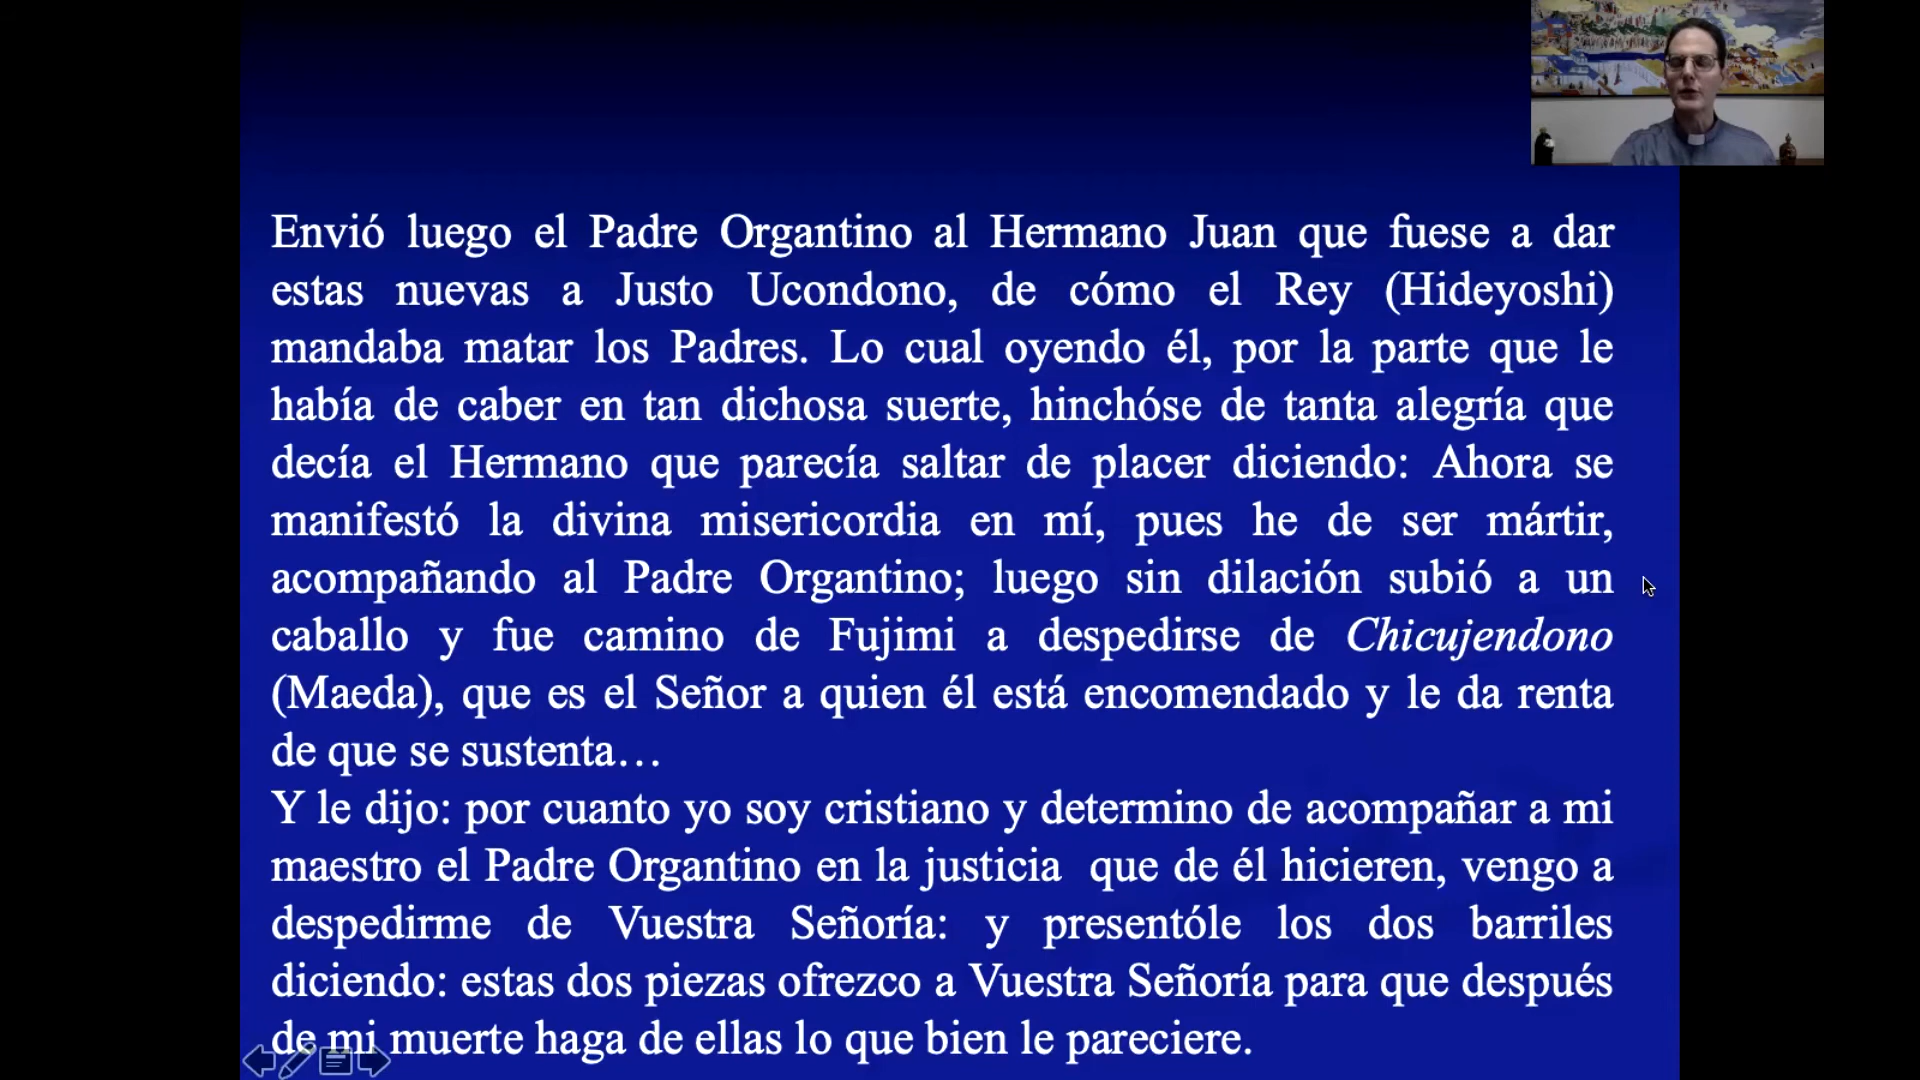 Envió luego el Padre Organtino al Hermano Juan que fuese a dar
estas nuevas a Justo Ucondono, de cómo el Rey (Hideyoshi)
mandaba matar los Padres. Lo cual oyendo él, por la parte que le
había de caber en tan dichosa suerte, hinchóse de tanta alegría que
decía el Hermano que parecía saltar de placer diciendo: Ahora se
manifestó la divina misericordia en mí, pues he de ser mártir,
acompañando al Padre Organtino; luego sin dilación subió a un
caballo y fue camino de Fujimi a despedirse de Chicujendono
(Maeda), que es el Señor a quien él está encomendado y le da renta
de que se sustenta…
Y le dijo: por cuanto yo soy cristiano y determino de acompañar a mi
maestro el Padre Organtino en la justicia  que de él hicieren, vengo a
despedirme de Vuestra Señoría: y presentóle los dos barriles
diciendo: estas dos piezas ofrezco a Vuestra Señoría para que después
de mi muerte haga de ellas lo que bien le pareciere.